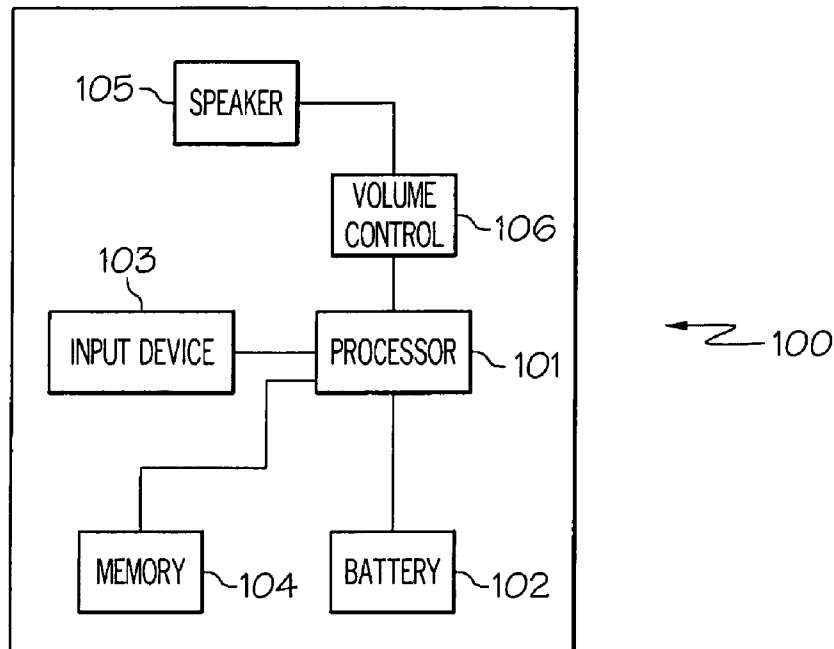 105
SPEAKER
VOLUME
CONTROL
106
103
INPUT DEVICE
PROCESSOR
101
100
MEMORY
104
BATTERY
102